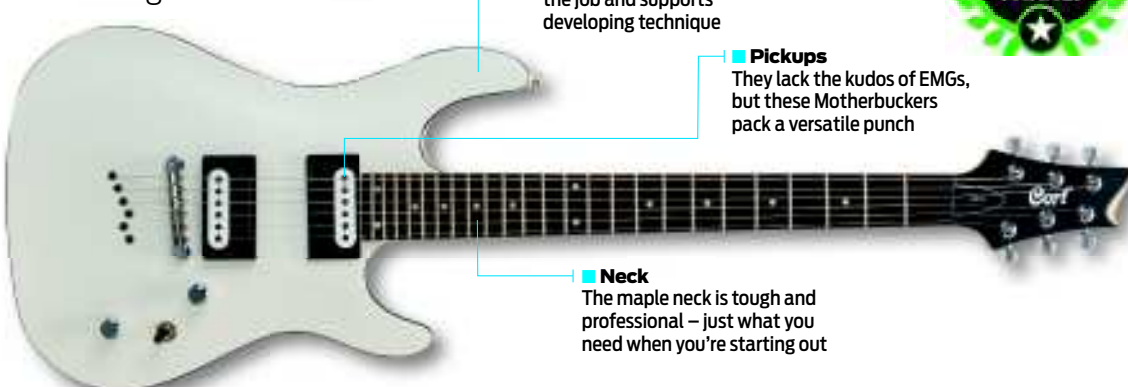 the job and supports
developing technique
■ Pickups
They lack the kudos of EMGs,
but these Motherbuckers
pack a versatile punch
Cort
■ Neck
The maple neck is tough and
professional – just what you
need when you're starting out